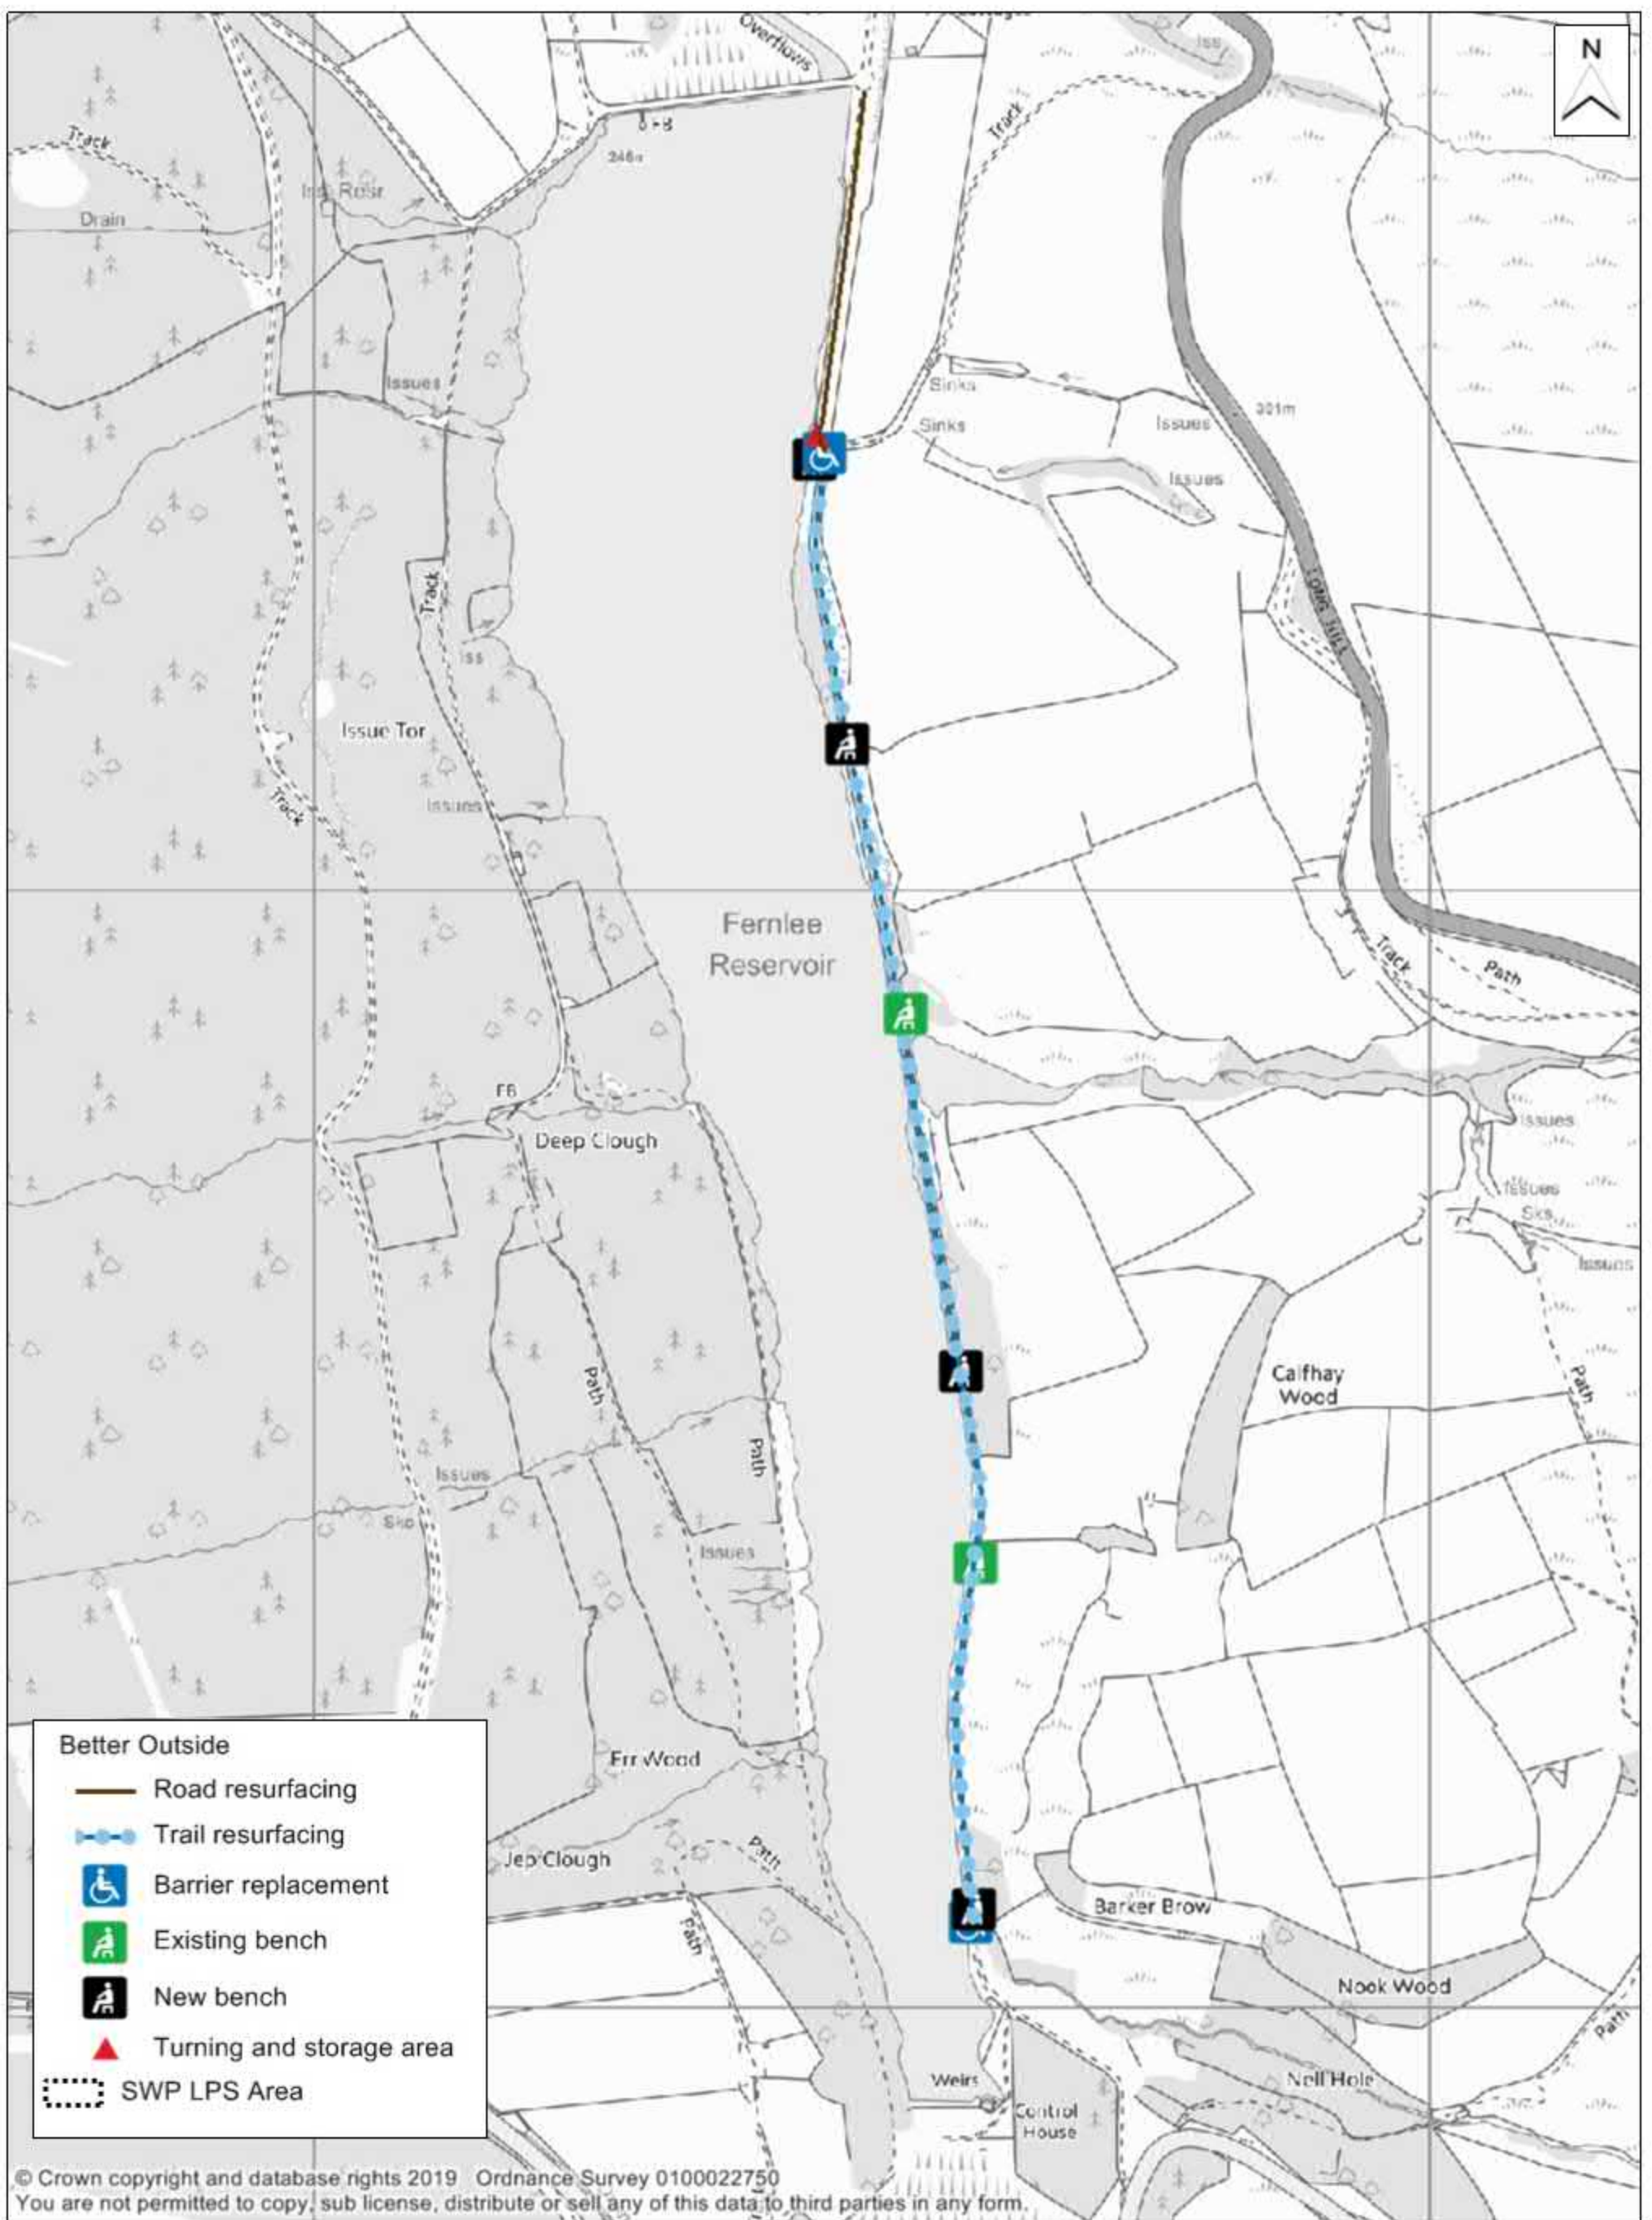 Overflows
Iss
N
Track
FB
246m
Track
Drain
Issues
Sinks
Sinks
Issues
301m
Issues
LONG HILL
Track
Iss
Issue Tor
Issues
Track
Fernlee
Reservoir
Track
Path
FB
Deep Clough
Issues
Issues
Sks
Issues
Path
Path
Calfhay
Wood
Path
Issues
Skp
Issues
Better Outside
Road resurfacing
Trail resurfacing
Barrier replacement
Existing bench
New bench
Turning and storage area
SWP LPS Area
Err Wood
Jep Clough
Path
Path
Barker Brow
Nook Wood
Path
Weirs
Nell Hole
Control
House
© Crown copyright and database rights 2019 Ordnance Survey 0100022750
You are not permitted to copy, sub license, distribute or sell any of this data to third parties in any form.